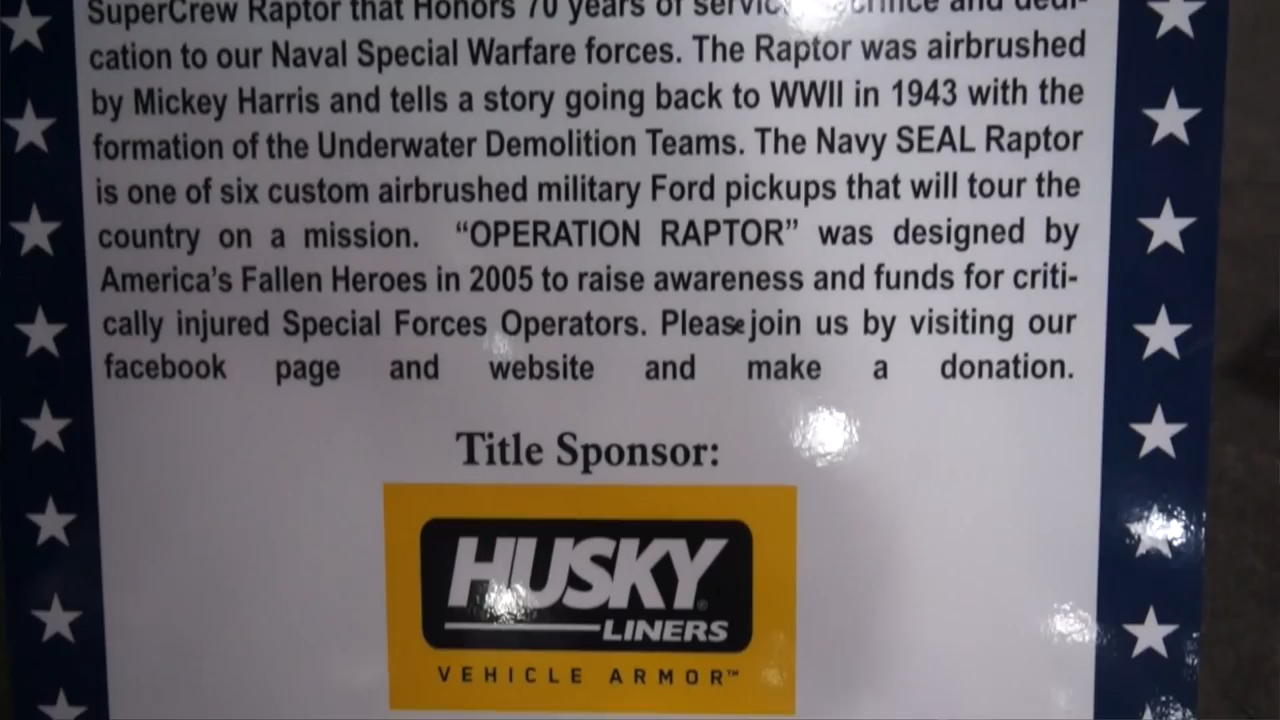 SuperCrew Raptor that Honors 70 years of service, sacrifice and dedi-
cation to our Naval Special Warfare forces. The Raptor was airbrushed
by Mickey Harris and tells a story going back to WWII in 1943 with the
formation of the Underwater Demolition Teams. The Navy SEAL Raptor
is one of six custom airbrushed military Ford pickups that will tour the
country on a mission. “OPERATION RAPTOR” was designed by
America’s Fallen Heroes in 2005 to raise awareness and funds for criti-
cally injured Special Forces Operators. Please join us by visiting our
facebook page and website and make a donation.
Title Sponsor:
HUSKY®
LINERS
VEHICLE ARMOR™